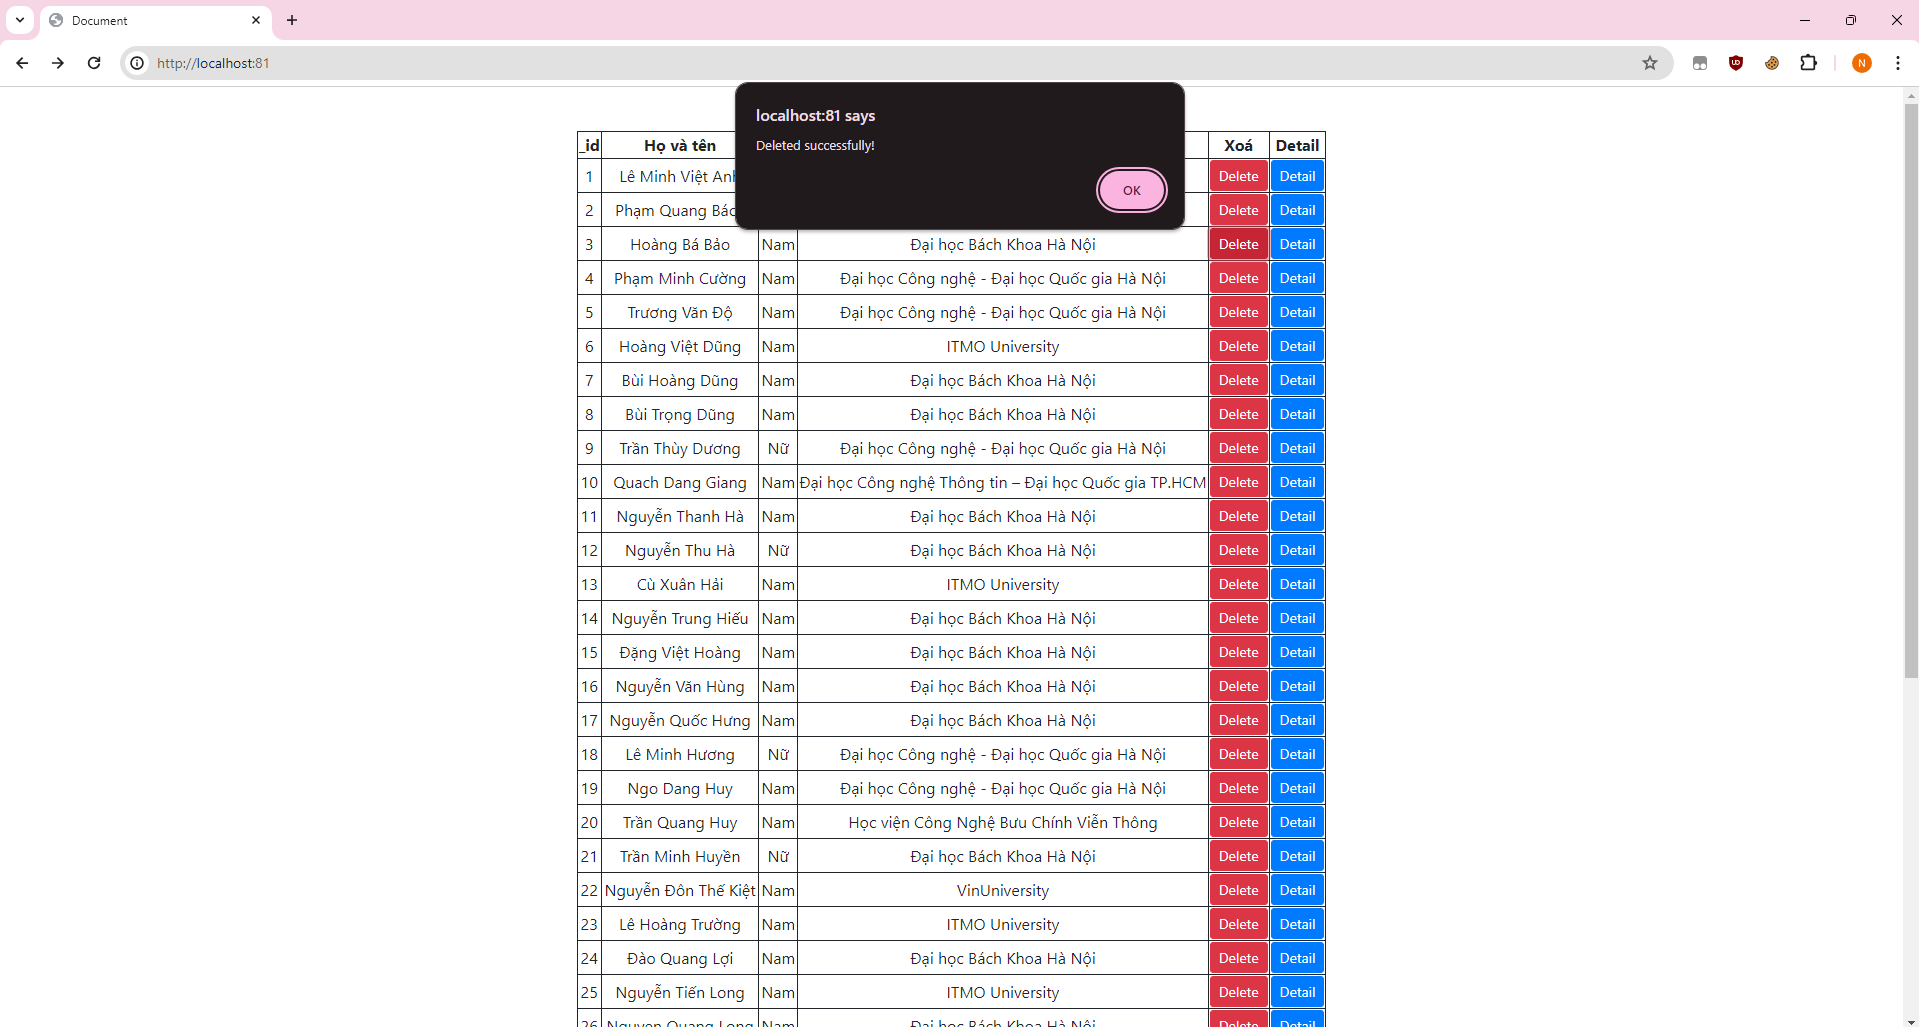 Document
http://localhost:81
N
localhost:81 says
Deleted successfully!
OK
_id Họ và tên Xoá Detail
1 Lê Minh Việt Anh Delete Detail
2 Phạm Quang Bác Delete Detail
3 Hoàng Bá Bảo Nam Đại học Bách Khoa Hà Nội Delete Detail
4 Phạm Minh Cường Nam Đại học Công nghệ - Đại học Quốc gia Hà Nội Delete Detail
5 Trương Văn Độ Nam Đại học Công nghệ - Đại học Quốc gia Hà Nội Delete Detail
6 Hoàng Việt Dũng Nam ITMO University Delete Detail
7 Bùi Hoàng Dũng Nam Đại học Bách Khoa Hà Nội Delete Detail
8 Bùi Trọng Dũng Nam Đại học Bách Khoa Hà Nội Delete Detail
9 Trần Thùy Dương Nữ Đại học Công nghệ - Đại học Quốc gia Hà Nội Delete Detail
10 Quach Dang Giang Nam Đại học Công nghệ Thông tin – Đại học Quốc gia TP.HCM Delete Detail
11 Nguyễn Thanh Hà Nam Đại học Bách Khoa Hà Nội Delete Detail
12 Nguyễn Thu Hà Nữ Đại học Bách Khoa Hà Nội Delete Detail
13 Cù Xuân Hải Nam ITMO University Delete Detail
14 Nguyễn Trung Hiếu Nam Đại học Bách Khoa Hà Nội Delete Detail
15 Đặng Việt Hoàng Nam Đại học Bách Khoa Hà Nội Delete Detail
16 Nguyễn Văn Hùng Nam Đại học Bách Khoa Hà Nội Delete Detail
17 Nguyễn Quốc Hưng Nam Đại học Bách Khoa Hà Nội Delete Detail
18 Lê Minh Hương Nữ Đại học Công nghệ - Đại học Quốc gia Hà Nội Delete Detail
19 Ngo Dang Huy Nam Đại học Công nghệ - Đại học Quốc gia Hà Nội Delete Detail
20 Trần Quang Huy Nam Học viện Công Nghệ Bưu Chính Viễn Thông Delete Detail
21 Trần Minh Huyền Nữ Đại học Bách Khoa Hà Nội Delete Detail
22 Nguyễn Đôn Thế Kiệt Nam VinUniversity Delete Detail
23 Lê Hoàng Trường Nam ITMO University Delete Detail
24 Đào Quang Lợi Nam Đại học Bách Khoa Hà Nội Delete Detail
25 Nguyễn Tiến Long Nam ITMO University Delete Detail
26 Nguyen Quang Long Nam Đại học Bách Khoa Hà Nội Delete Detail